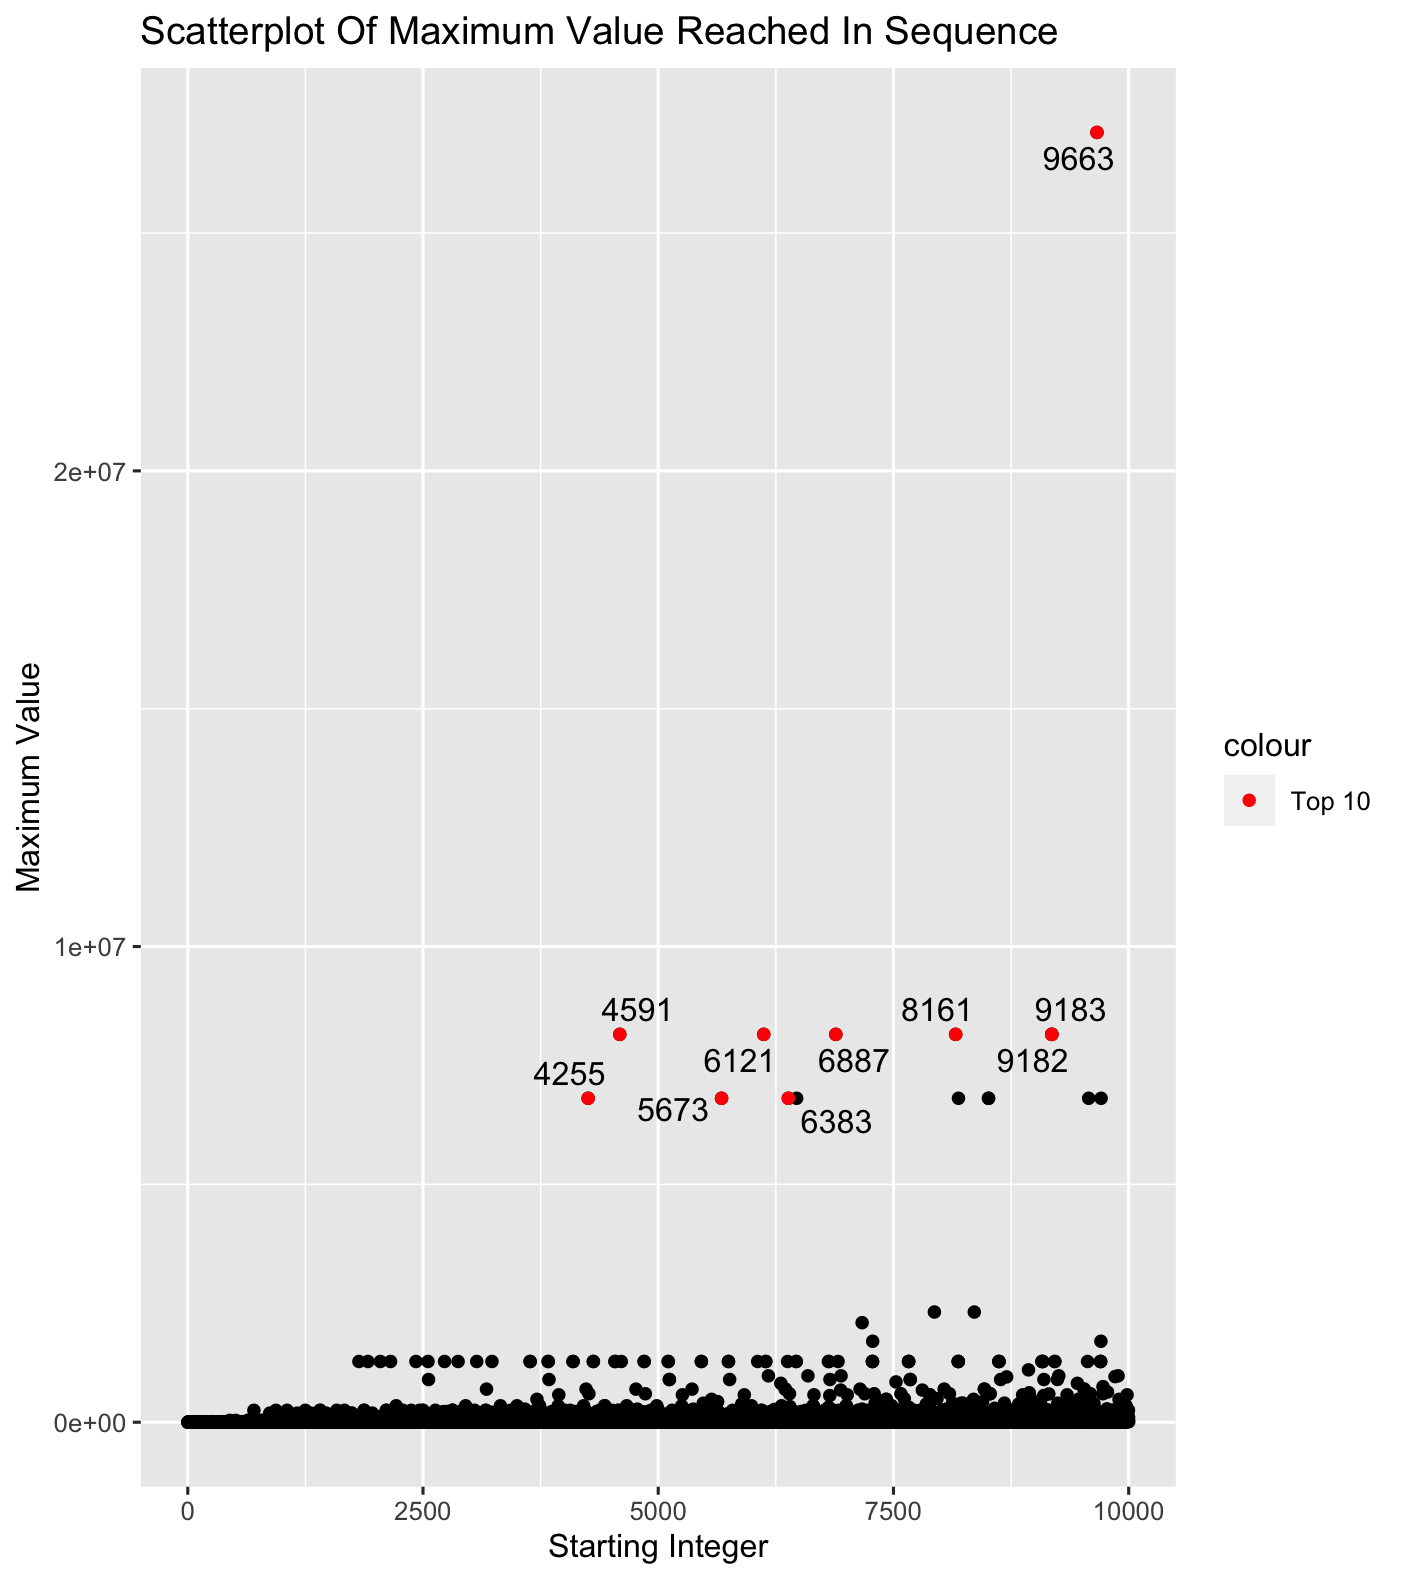 Scatterplot Of Maximum Value Reached In Sequence
9663
2e+07
Maximum Value
colour
Top 10
1e+07
4591
8161
9183
4255
6121
6887
9182
5673
6383
0e+00
0
2500
5000
7500
10000
Starting Integer